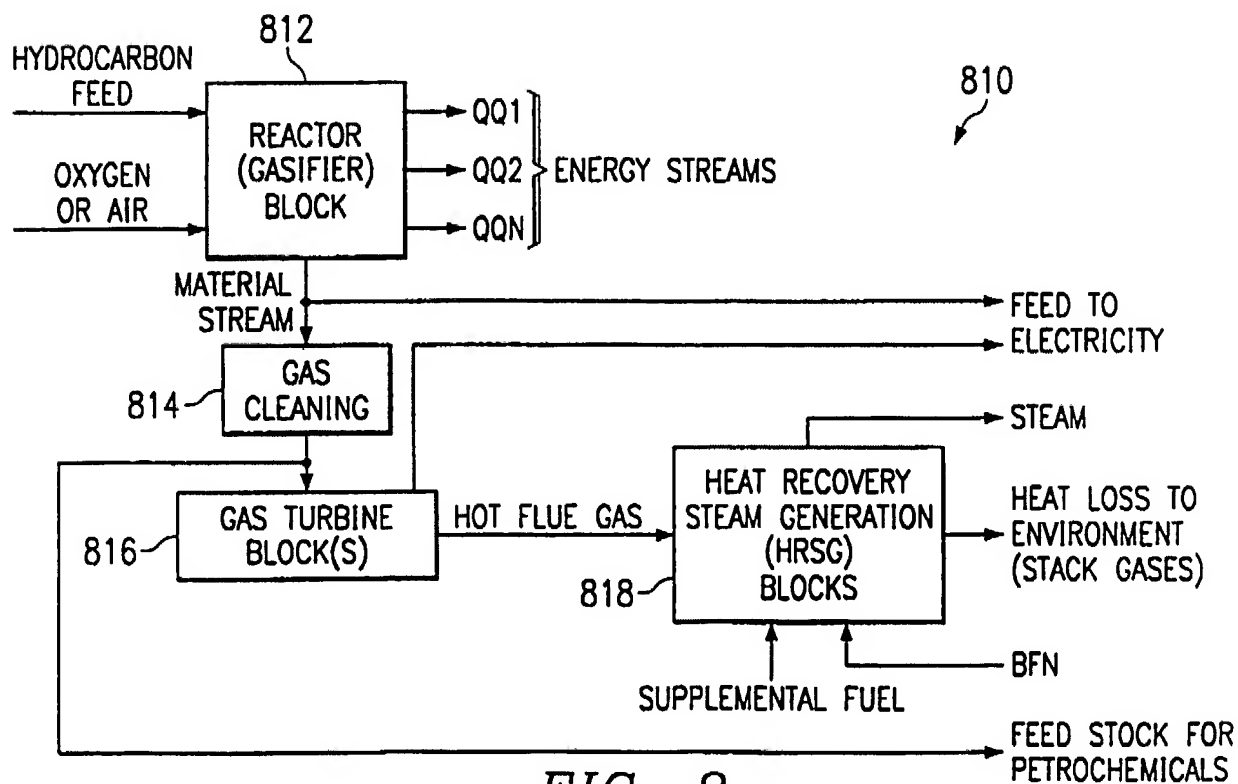 812
HYDROCARBON
FEED
810
REACTOR
(GASIFIER)
BLOCK
QQ1
QQ2
QQN
ENERGY STREAMS
OXYGEN
OR AIR
MATERIAL
STREAM
FEED TO
ELECTRICITY
GAS
CLEANING
814
STEAM
HEAT RECOVERY
STEAM GENERATION
(HRSG)
BLOCKS
GAS TURBINE
BLOCK(S)
HOT FLUE GAS
HEAT LOSS TO
ENVIRONMENT
(STACK GASES)
816
818
BFN
SUPPLEMENTAL FUEL
FEED STOCK FOR
PETROCHEMICALS